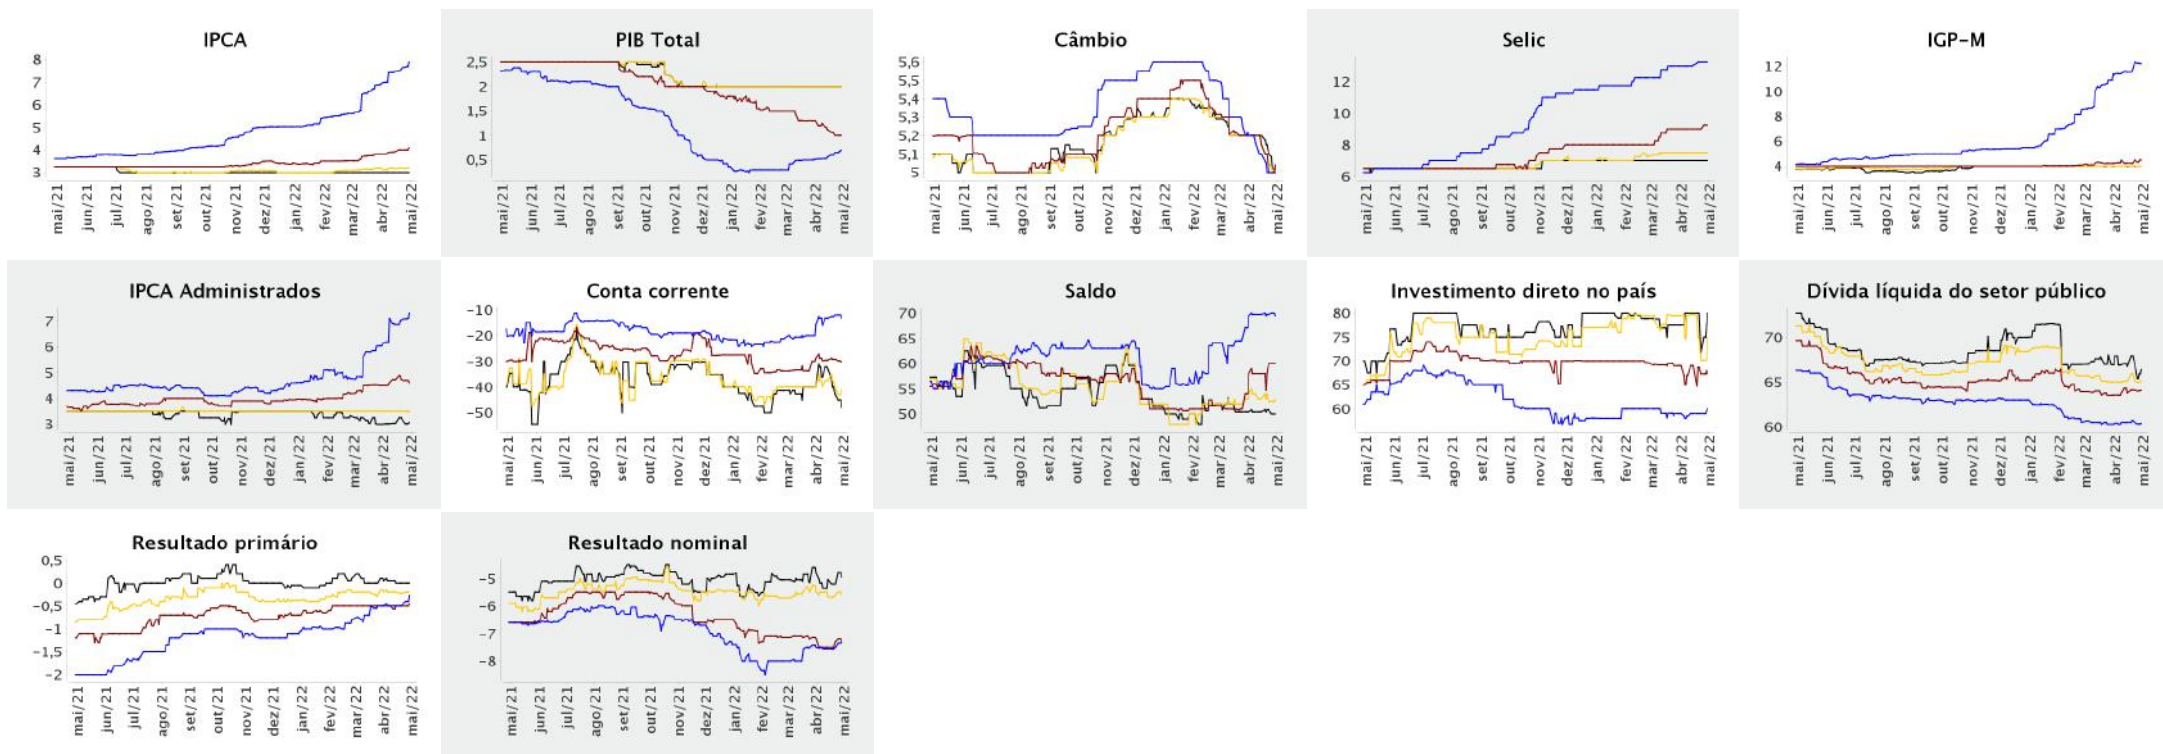 IPCA
8
7
6
5
4
3
mai/21 jun/21 jul/21 ago/21 set/21 out/21 nov/21 dez/21 jan/22 fev/22 mar/22 abr/22 mai/22
PIB Total
2,5
2
1,5
1
0,5
mai/21 jun/21 jul/21 ago/21 set/21 out/21 nov/21 dez/21 jan/22 fev/22 mar/22 abr/22 mai/22
Câmbio
5,6
5,5
5,4
5,3
5,2
5,1
5
mai/21 jun/21 jul/21 ago/21 set/21 out/21 nov/21 dez/21 jan/22 fev/22 mar/22 abr/22 mai/22
Selic
12
10
8
6
mai/21 jun/21 jul/21 ago/21 set/21 out/21 nov/21 dez/21 jan/22 fev/22 mar/22 abr/22 mai/22
IGP-M
12
10
8
6
4
mai/21 jun/21 jul/21 ago/21 set/21 out/21 nov/21 dez/21 jan/22 fev/22 mar/22 abr/22 mai/22
IPCA Administrados
7
6
5
4
3
mai/21 jun/21 jul/21 ago/21 set/21 out/21 nov/21 dez/21 jan/22 fev/22 mar/22 abr/22 mai/22
Conta corrente
-10
-20
-30
-40
-50
mai/21 jun/21 jul/21 ago/21 set/21 out/21 nov/21 dez/21 jan/22 fev/22 mar/22 abr/22 mai/22
Saldo
70
65
60
55
50
mai/21 jun/21 jul/21 ago/21 set/21 out/21 nov/21 dez/21 jan/22 fev/22 mar/22 abr/22 mai/22
Investimento direto no país
80
75
70
65
60
mai/21 jun/21 jul/21 ago/21 set/21 out/21 nov/21 dez/21 jan/22 fev/22 mar/22 abr/22 mai/22
Dívida líquida do setor público
70
65
60
mai/21 jun/21 jul/21 ago/21 set/21 out/21 nov/21 dez/21 jan/22 fev/22 mar/22 abr/22 mai/22
Resultado primário
0,5
0
-0,5
-1
-1,5
-2
mai/21 jun/21 jul/21 ago/21 set/21 out/21 nov/21 dez/21 jan/22 fev/22 mar/22 abr/22 mai/22
Resultado nominal
-5
-6
-7
-8
mai/21 jun/21 jul/21 ago/21 set/21 out/21 nov/21 dez/21 jan/22 fev/22 mar/22 abr/22 mai/22